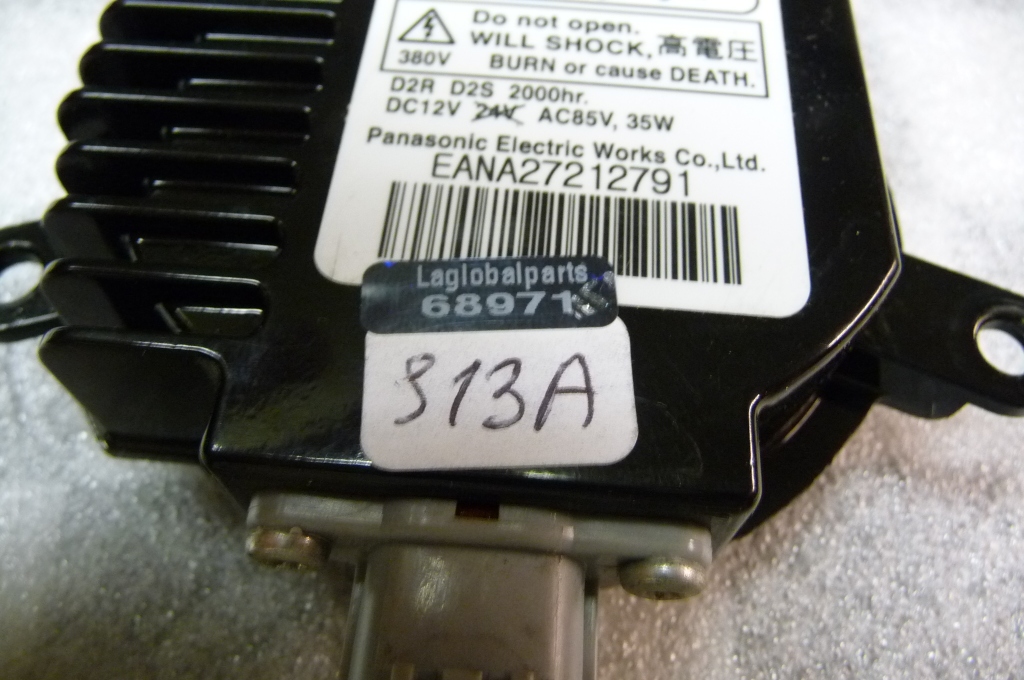 Do not open.
WILL SHOCK, 高電圧
380V BURN or cause DEATH.
D2R D2S 2000hr.
DC12V 24V AC85V, 35W
Panasonic Electric Works Co.,Ltd.
EANA27212791
Laglobalparts
68971
313A